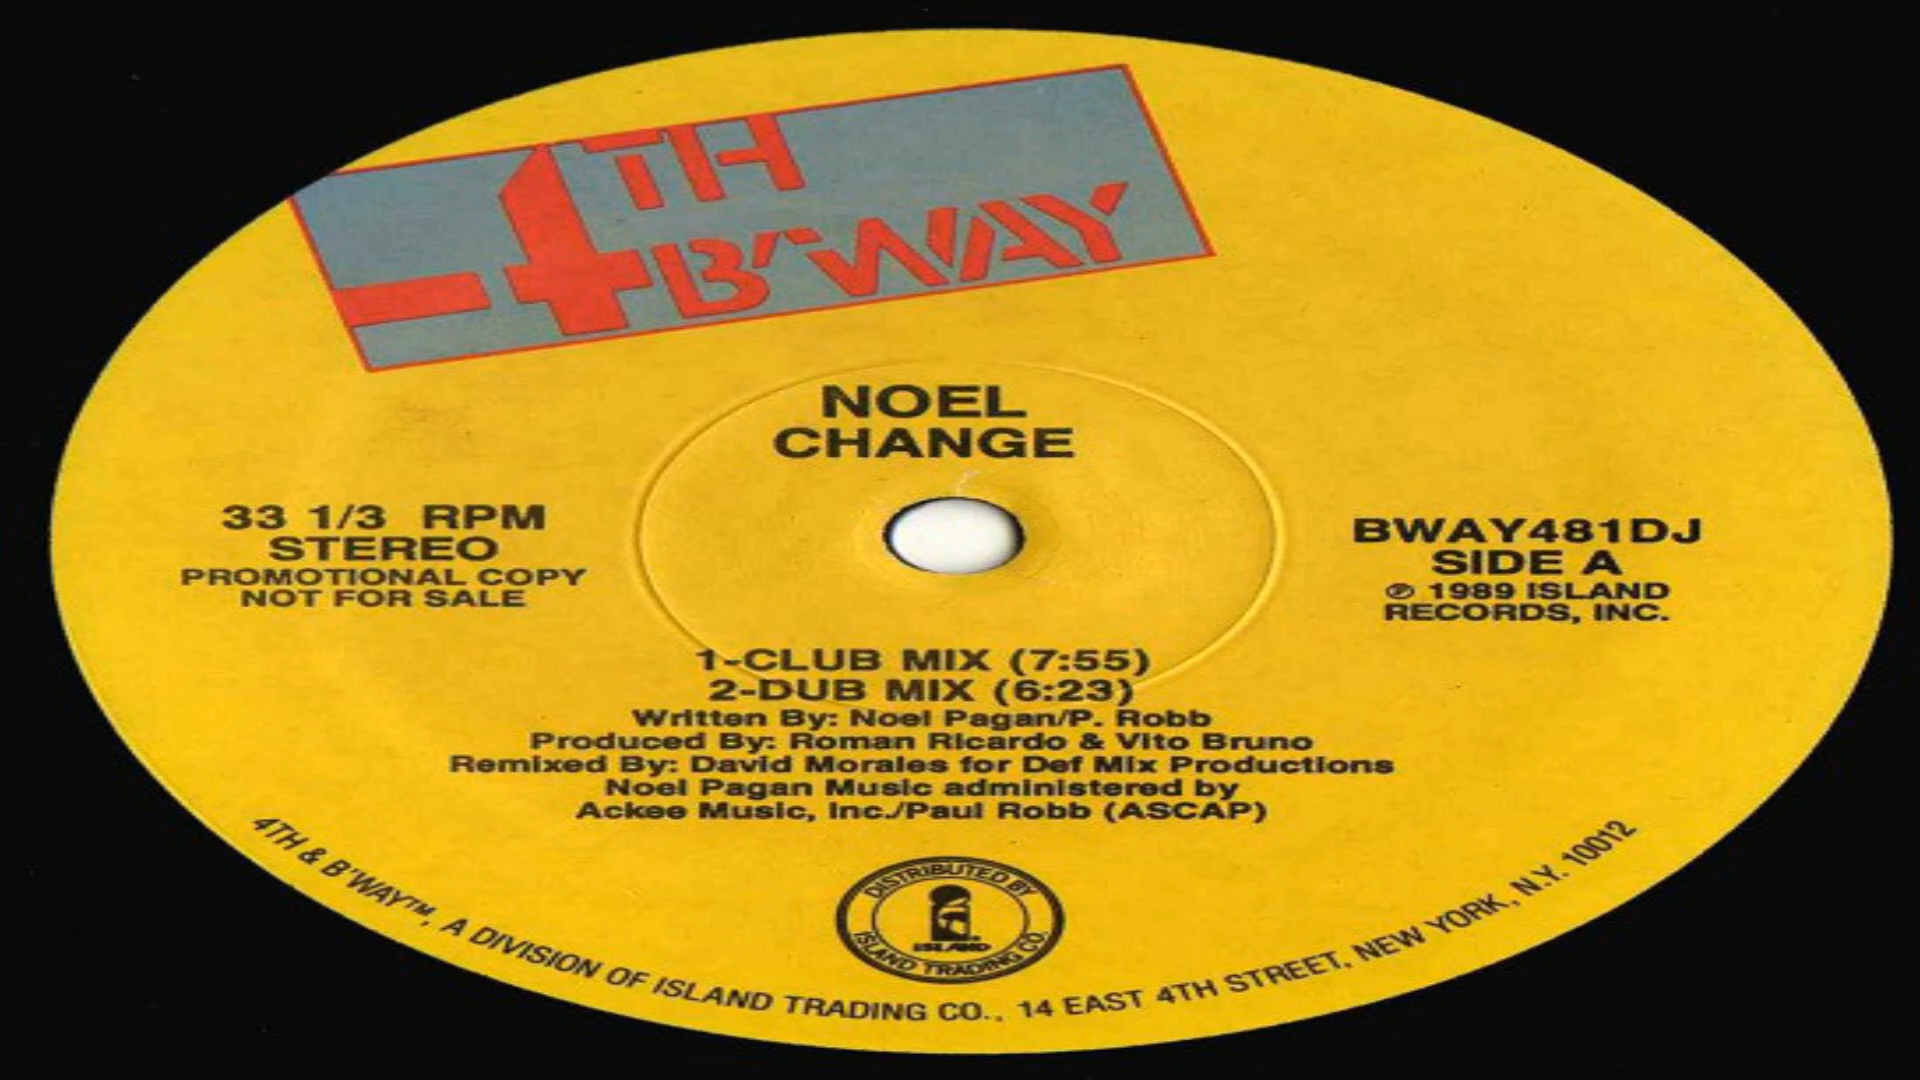 4TH
B'WAY
NOEL
CHANGE
33 1/3 RPM
STEREO
PROMOTIONAL COPY
NOT FOR SALE
BWAY481DJ
SIDE A
℗ 1989 ISLAND
RECORDS, INC.
1-CLUB MIX (7:55)
2-DUB MIX (6:23)
Written By: Noel Pagan/P. Robb
Produced By: Roman Ricardo & Vito Bruno
Remixed By: David Morales for Def Mix Productions
Noel Pagan Music administered by
Ackee Music, Inc./Paul Robb (ASCAP)
DISTRIBUTED BY
ISLAND
ISLAND TRADING CO.
4TH & B'WAY™, A DIVISION OF ISLAND TRADING CO., 14 EAST 4TH STREET, NEW YORK, N.Y. 10012